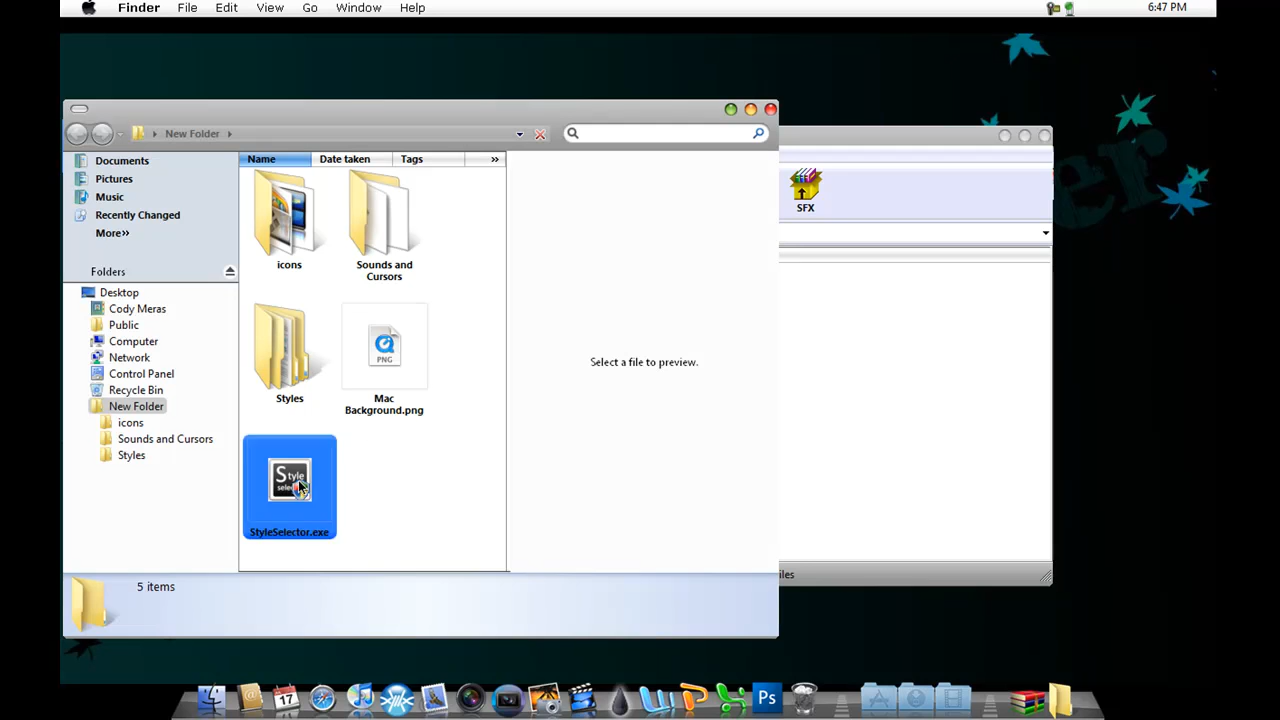 Finder File Edit View Go Window Help 6:47 PM
New Folder
Documents
Pictures
Music
Recently Changed
More»
Folders
Desktop
Cody Meras
Public
Computer
Network
Control Panel
Recycle Bin
New Folder
icons
Sounds and Cursors
Styles
Name Date taken Tags »
icons
Sounds and
Cursors
Styles
PNG
Mac
Background.png
Style
StyleSelector.exe
Select a file to preview.
5 items
SFX
iles
er
17
Ps